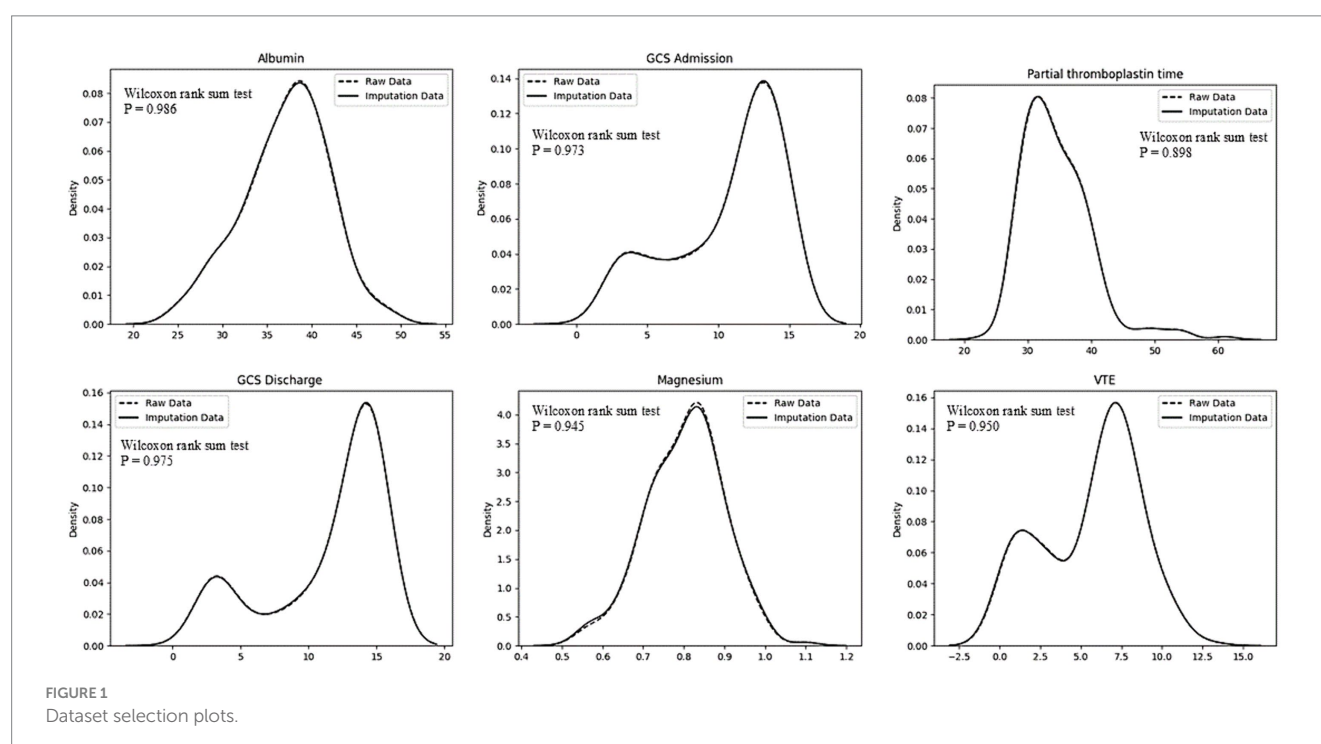 Albumin
Wilcoxon rank sum test
P = 0.986
Raw Data
Imputation Data
Density
0.08
0.07
0.06
0.05
0.04
0.03
0.02
0.01
0.00
20 25 30 35 40 45 50 55
GCS Admission
Raw Data
Imputation Data
Wilcoxon rank sum test
P = 0.973
Density
0.14
0.12
0.10
0.08
0.06
0.04
0.02
0.00
0 5 10 15 20
Partial thromboplastin time
Raw Data
Imputation Data
Wilcoxon rank sum test
P = 0.898
Density
0.08
0.07
0.06
0.05
0.04
0.03
0.02
0.01
0.00
20 30 40 50 60
GCS Discharge
Raw Data
Imputation Data
Wilcoxon rank sum test
P = 0.975
Density
0.16
0.14
0.12
0.10
0.08
0.06
0.04
0.02
0.00
0 5 10 15 20
Magnesium
Wilcoxon rank sum test
P = 0.945
Raw Data
Imputation Data
Density
4.0
3.5
3.0
2.5
2.0
1.5
1.0
0.5
0.0
0.4 0.5 0.6 0.7 0.8 0.9 1.0 1.1 1.2
VTE
Wilcoxon rank sum test
P = 0.950
Raw Data
Imputation Data
Density
0.16
0.14
0.12
0.10
0.08
0.06
0.04
0.02
0.00
−2.5 0.0 2.5 5.0 7.5 10.0 12.5 15.0
FIGURE 1
Dataset selection plots.